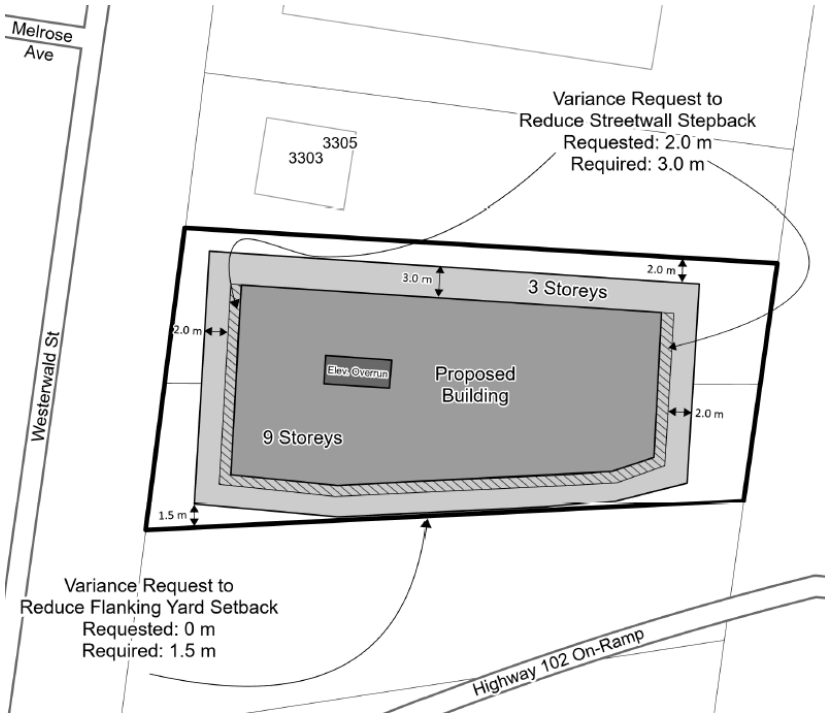 Melrose
Ave
Variance Request to
Reduce Streetwall Stepback
Requested: 2.0 m
Required: 3.0 m
3305
3303
3.0 m
2.0 m
3 Storeys
2.0 m
Westerwald St
Elev. Overrun
Proposed
Building
2.0 m
9 Storeys
1.5 m
Variance Request to
Reduce Flanking Yard Setback
Requested: 0 m
Required: 1.5 m
Highway 102 On-Ramp